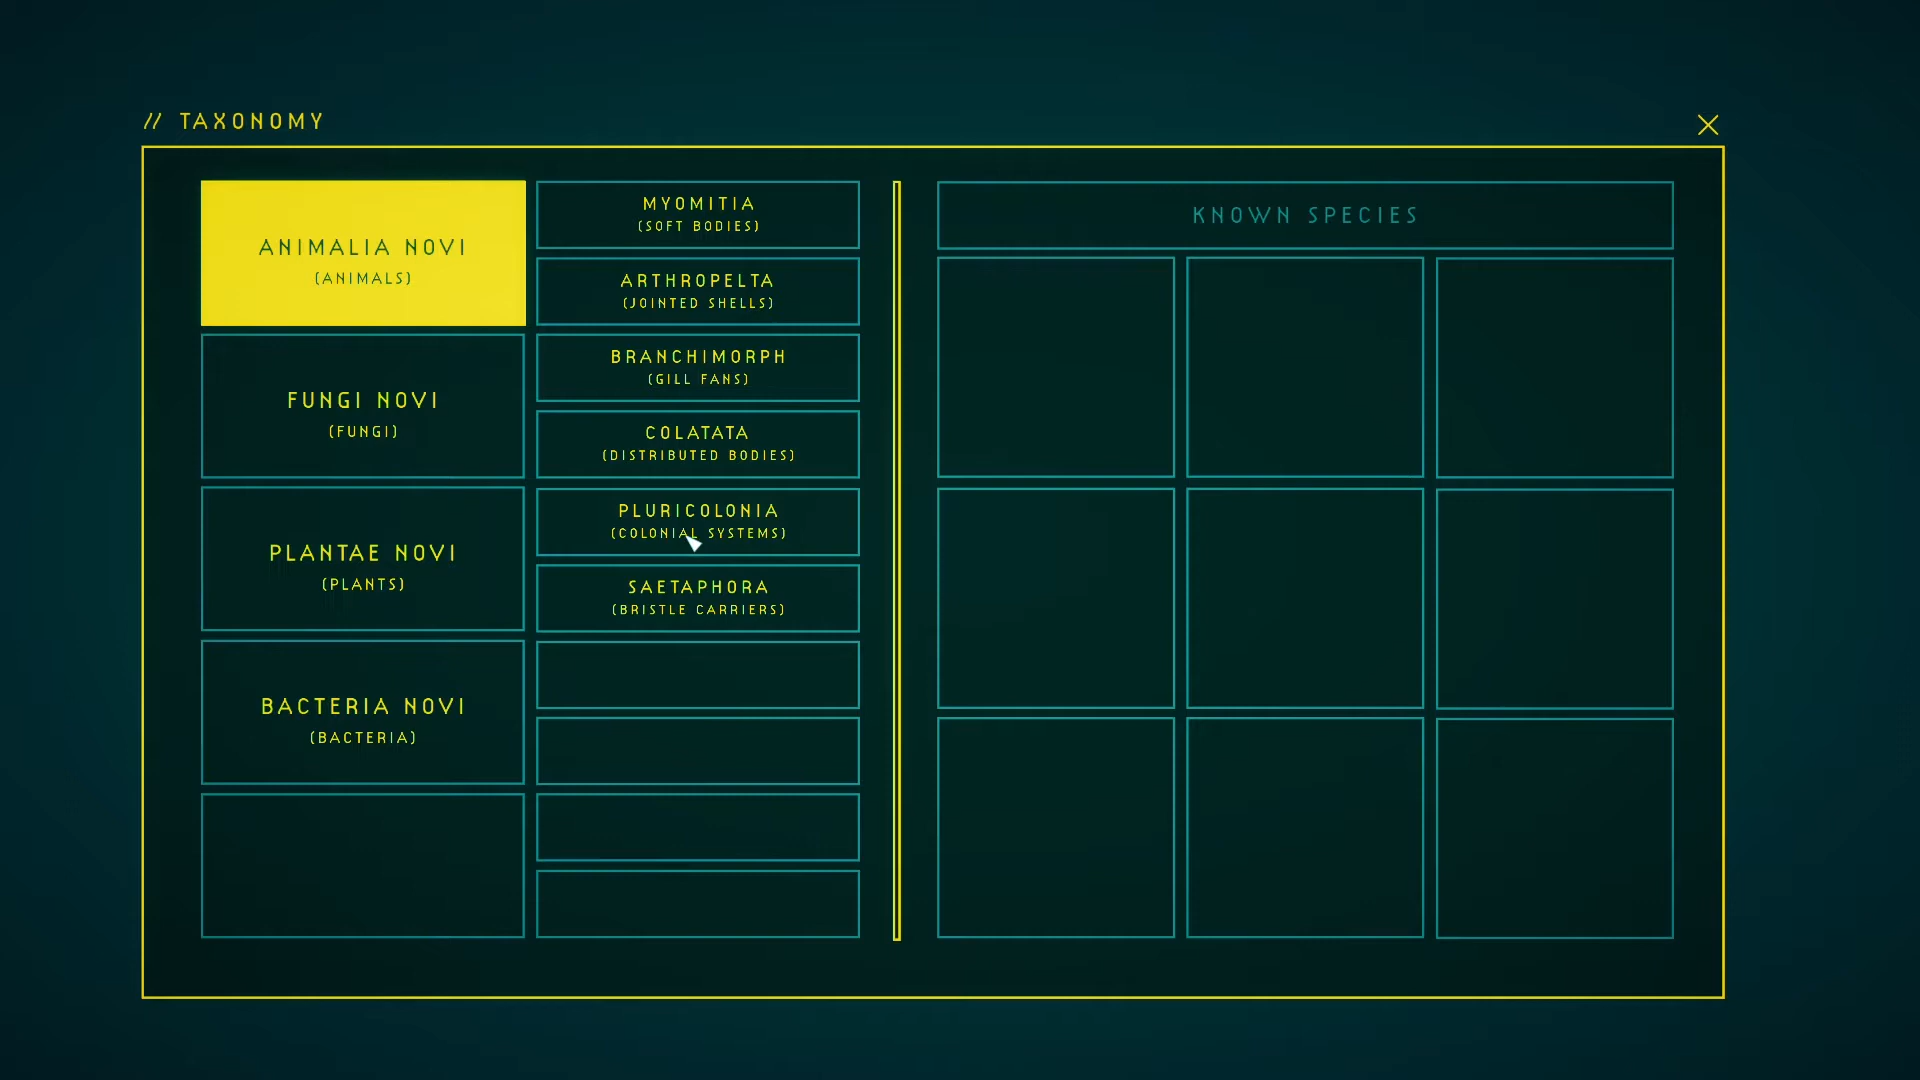 // TAXONOMY
ANIMALIA NOVI
(ANIMALS)
FUNGI NOVI
(FUNGI)
PLANTAE NOVI
(PLANTS)
BACTERIA NOVI
(BACTERIA)
MYOMITIA
(SOFT BODIES)
ARTHROPELTA
(JOINTED SHELLS)
BRANCHIMORPH
(GILL FANS)
COLATATA
(DISTRIBUTED BODIES)
PLURICOLONIA
(COLONIAL SYSTEMS)
SAETAPHORA
(BRISTLE CARRIERS)
KNOWN SPECIES